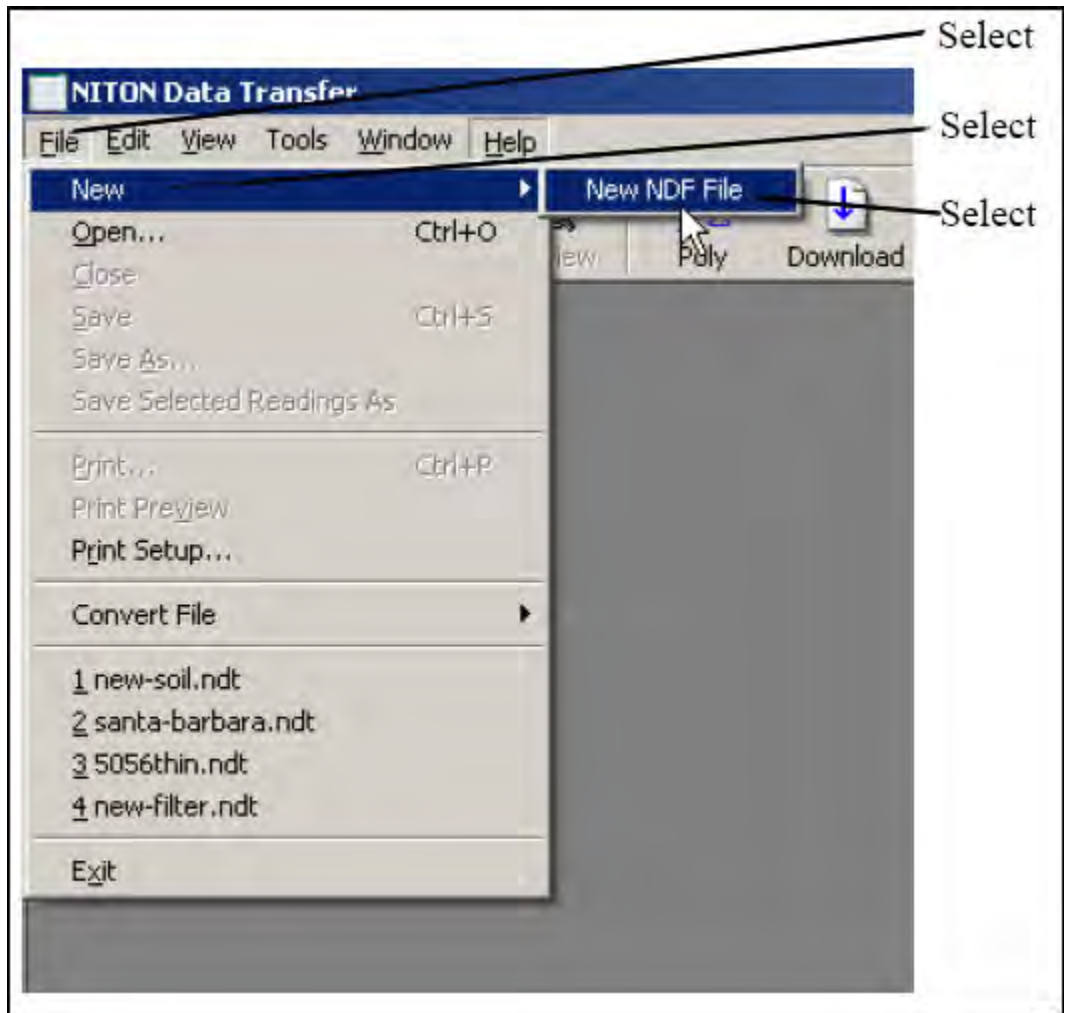 Select
NITON Data Transfer
Select
File Edit View Tools Window Help
New
New NDF File
Select
Open... Ctrl+O
iew Poly Download
Close
Save Ctrl+S
Save As...
Save Selected Readings As
Print... Ctrl+P
Print Preview
Print Setup...
Convert File
1 new-soil.ndt
2 santa-barbara.ndt
3 5056thin.ndt
4 new-filter.ndt
Exit